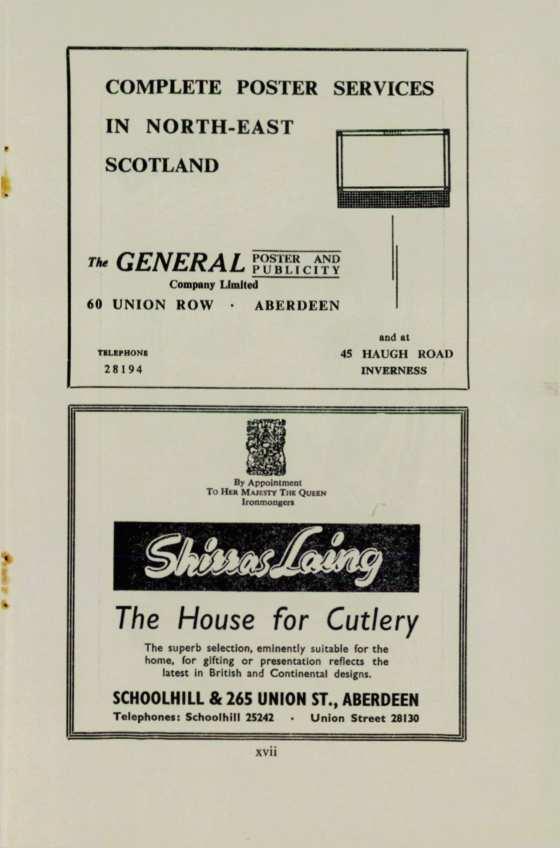 COMPLETE POSTER SERVICES
IN NORTH-EAST
SCOTLAND
The GENERAL POSTER AND PUBLICITY
Company Limited
60 UNION ROW · ABERDEEN
and at
TELEPHONE
28194
45 HAUGH ROAD
INVERNESS
By Appointment
To Her Majesty The Queen
Ironmongers
Shirras Laing
The House for Cutlery
The superb selection, eminently suitable for the
home, for gifting or presentation reflects the
latest in British and Continental designs.
SCHOOLHILL & 265 UNION ST., ABERDEEN
Telephones: Schoolhill 25242 · Union Street 28130
xvii